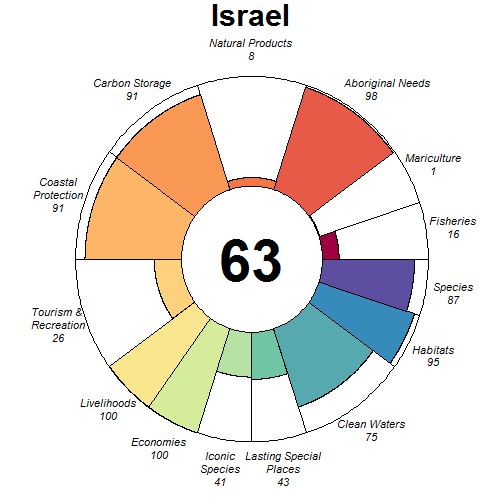 Israel
Natural Products
8
Carbon Storage
91
Aboriginal Needs
98
Mariculture
1
Coastal
Protection
91
Fisheries
16
63
Species
87
Tourism &
Recreation
26
Habitats
95
Livelihoods
100
Clean Waters
75
Economies
100
Iconic
Species
41
Lasting Special
Places
43